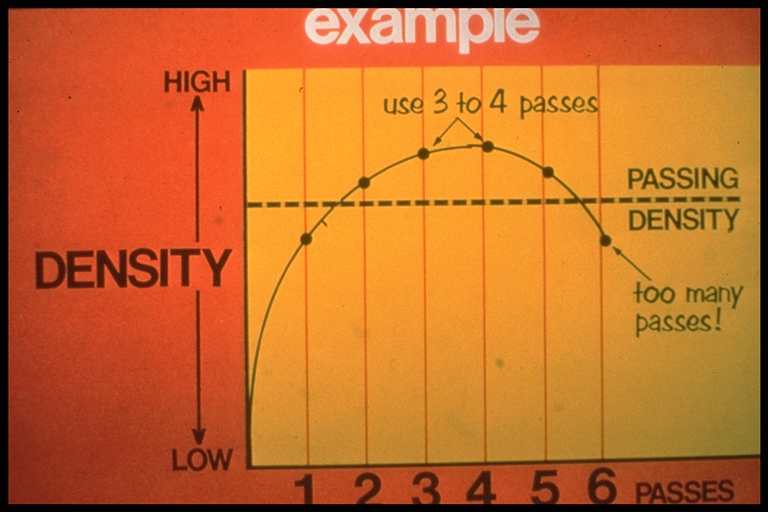 example
HIGH
use 3 to 4 passes
PASSING
DENSITY
DENSITY
too many
passes!
LOW
1 2 3 4 5 6 PASSES